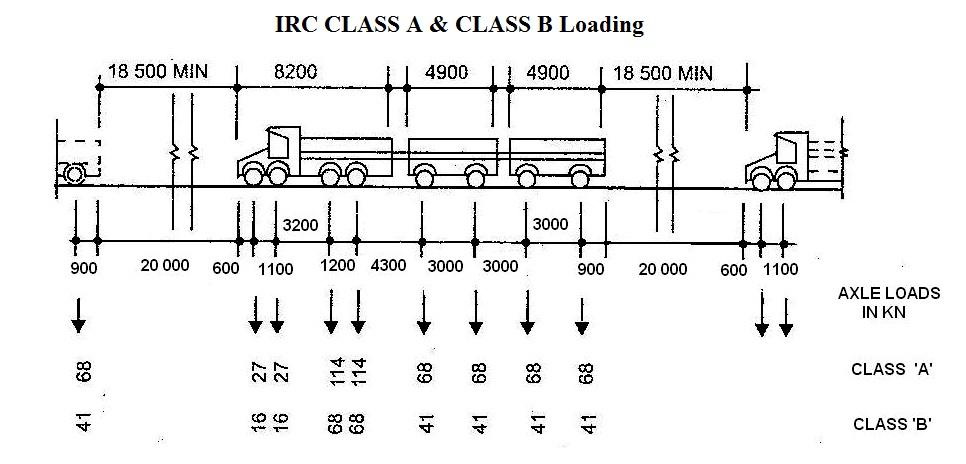 IRC CLASS A & CLASS B Loading
18 500 MIN 8200 4900 4900 18 500 MIN
3200 3000
900 20 000 600 1100 1200 4300 3000 3000 900 20 000 600 1100
AXLE LOADS
IN KN
68 27 27 114 114 68 68 68 68 CLASS 'A'
41 16 16 68 68 41 41 41 41 CLASS 'B'